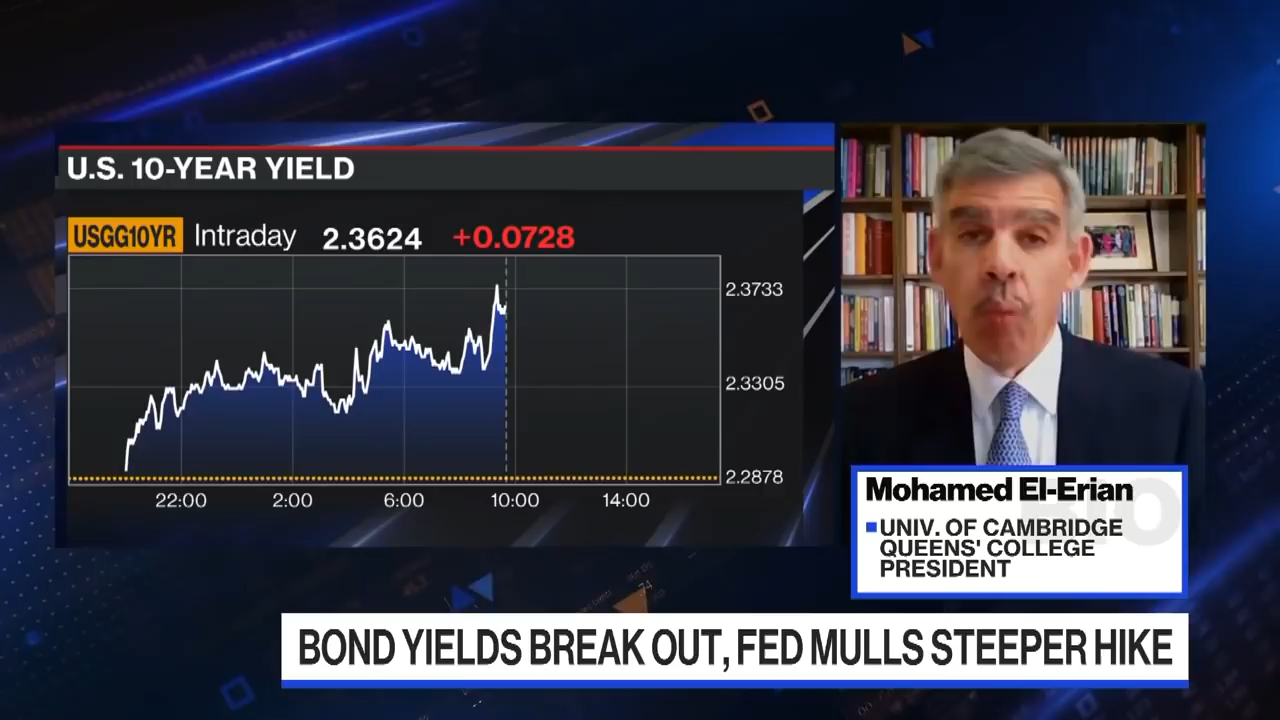 U.S. 10-YEAR YIELD
USGG10YR Intraday 2.3624 +0.0728
2.3733
2.3305
2.2878
22:00 2:00 6:00 10:00 14:00
Mohamed El-Erian
UNIV. OF CAMBRIDGE
QUEENS' COLLEGE
PRESIDENT
BOND YIELDS BREAK OUT, FED MULLS STEEPER HIKE